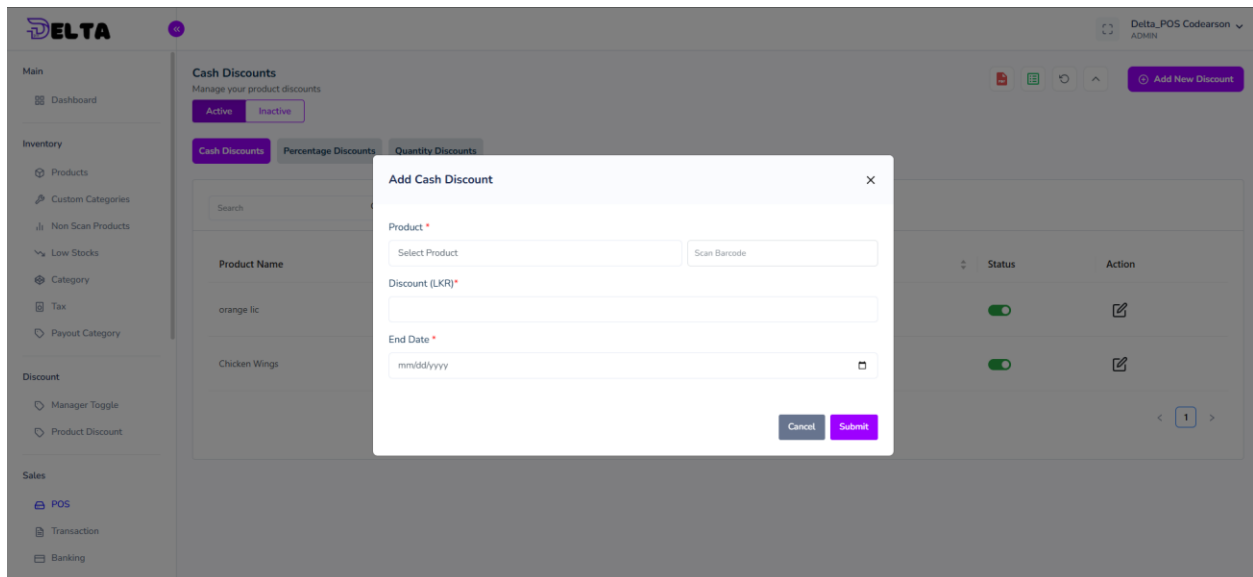 DELTA
Delta_POS Codearson
ADMIN
Main
Dashboard
Inventory
Products
Custom Categories
Non Scan Products
Low Stocks
Category
Tax
Payout Category
Discount
Manager Toggle
Product Discount
Sales
POS
Transaction
Banking
Cash Discounts
Manage your product discounts
Active Inactive
Add New Discount
Cash Discounts Percentage Discounts Quantity Discounts
Search
Product Name Status Action
orange lic
Chicken Wings
1
Add Cash Discount
Product *
Select Product Scan Barcode
Discount (LKR)*
End Date *
mm/dd/yyyy
Cancel Submit